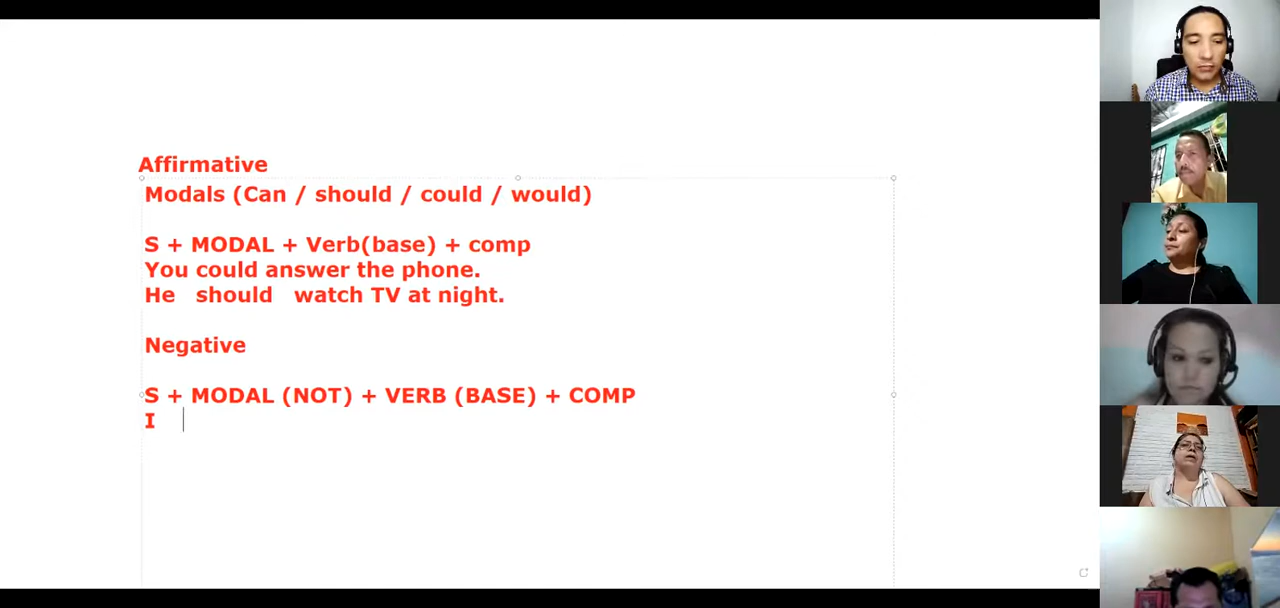 Affirmative
Modals (Can / should / could / would)
S + MODAL + Verb(base) + comp
You could answer the phone.
He should watch TV at night.
Negative
S + MODAL (NOT) + VERB (BASE) + COMP
I